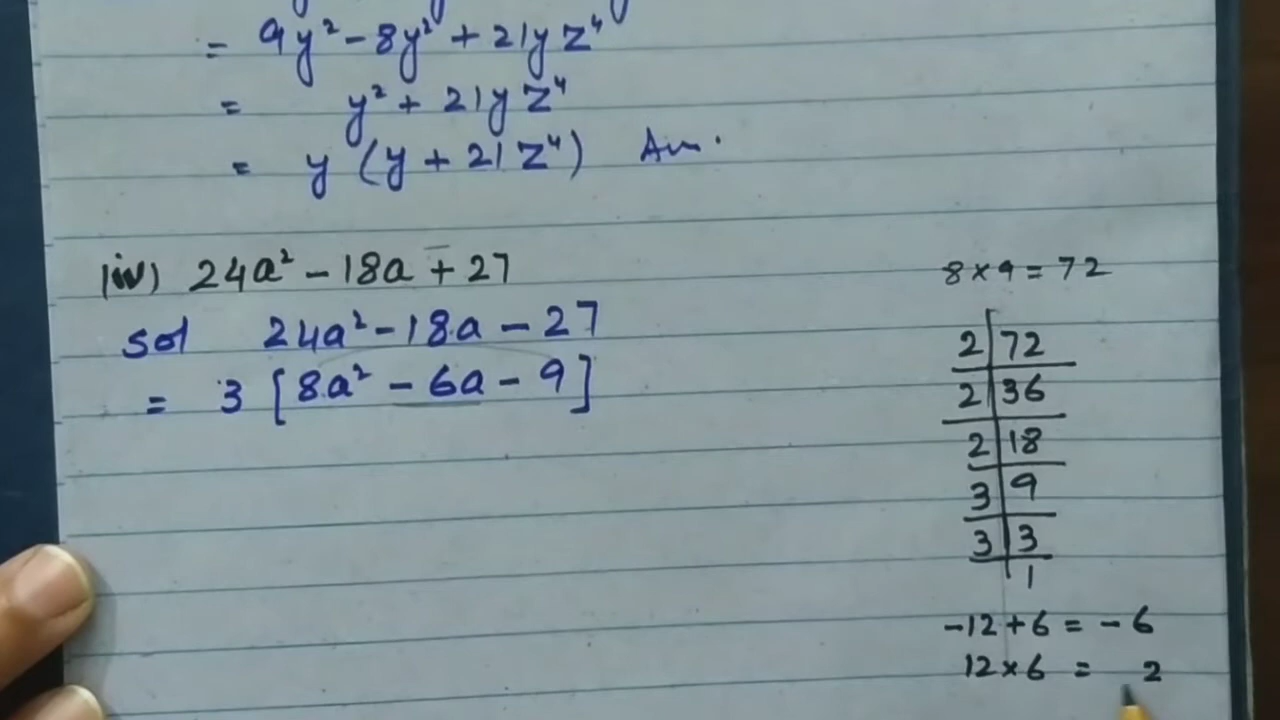 = 9y² - 8y² + 21yz⁴
= y² + 21yz⁴
= y (y + 21z⁴) Ans.
(iv) 24a² - 18a + 27
sol 24a² - 18a - 27
= 3 [8a² - 6a - 9]
8 × 9 = 72
2 | 72
2 | 36
2 | 18
3 | 9
3 | 3
1
-12 + 6 = - 6
12 × 6 = 2